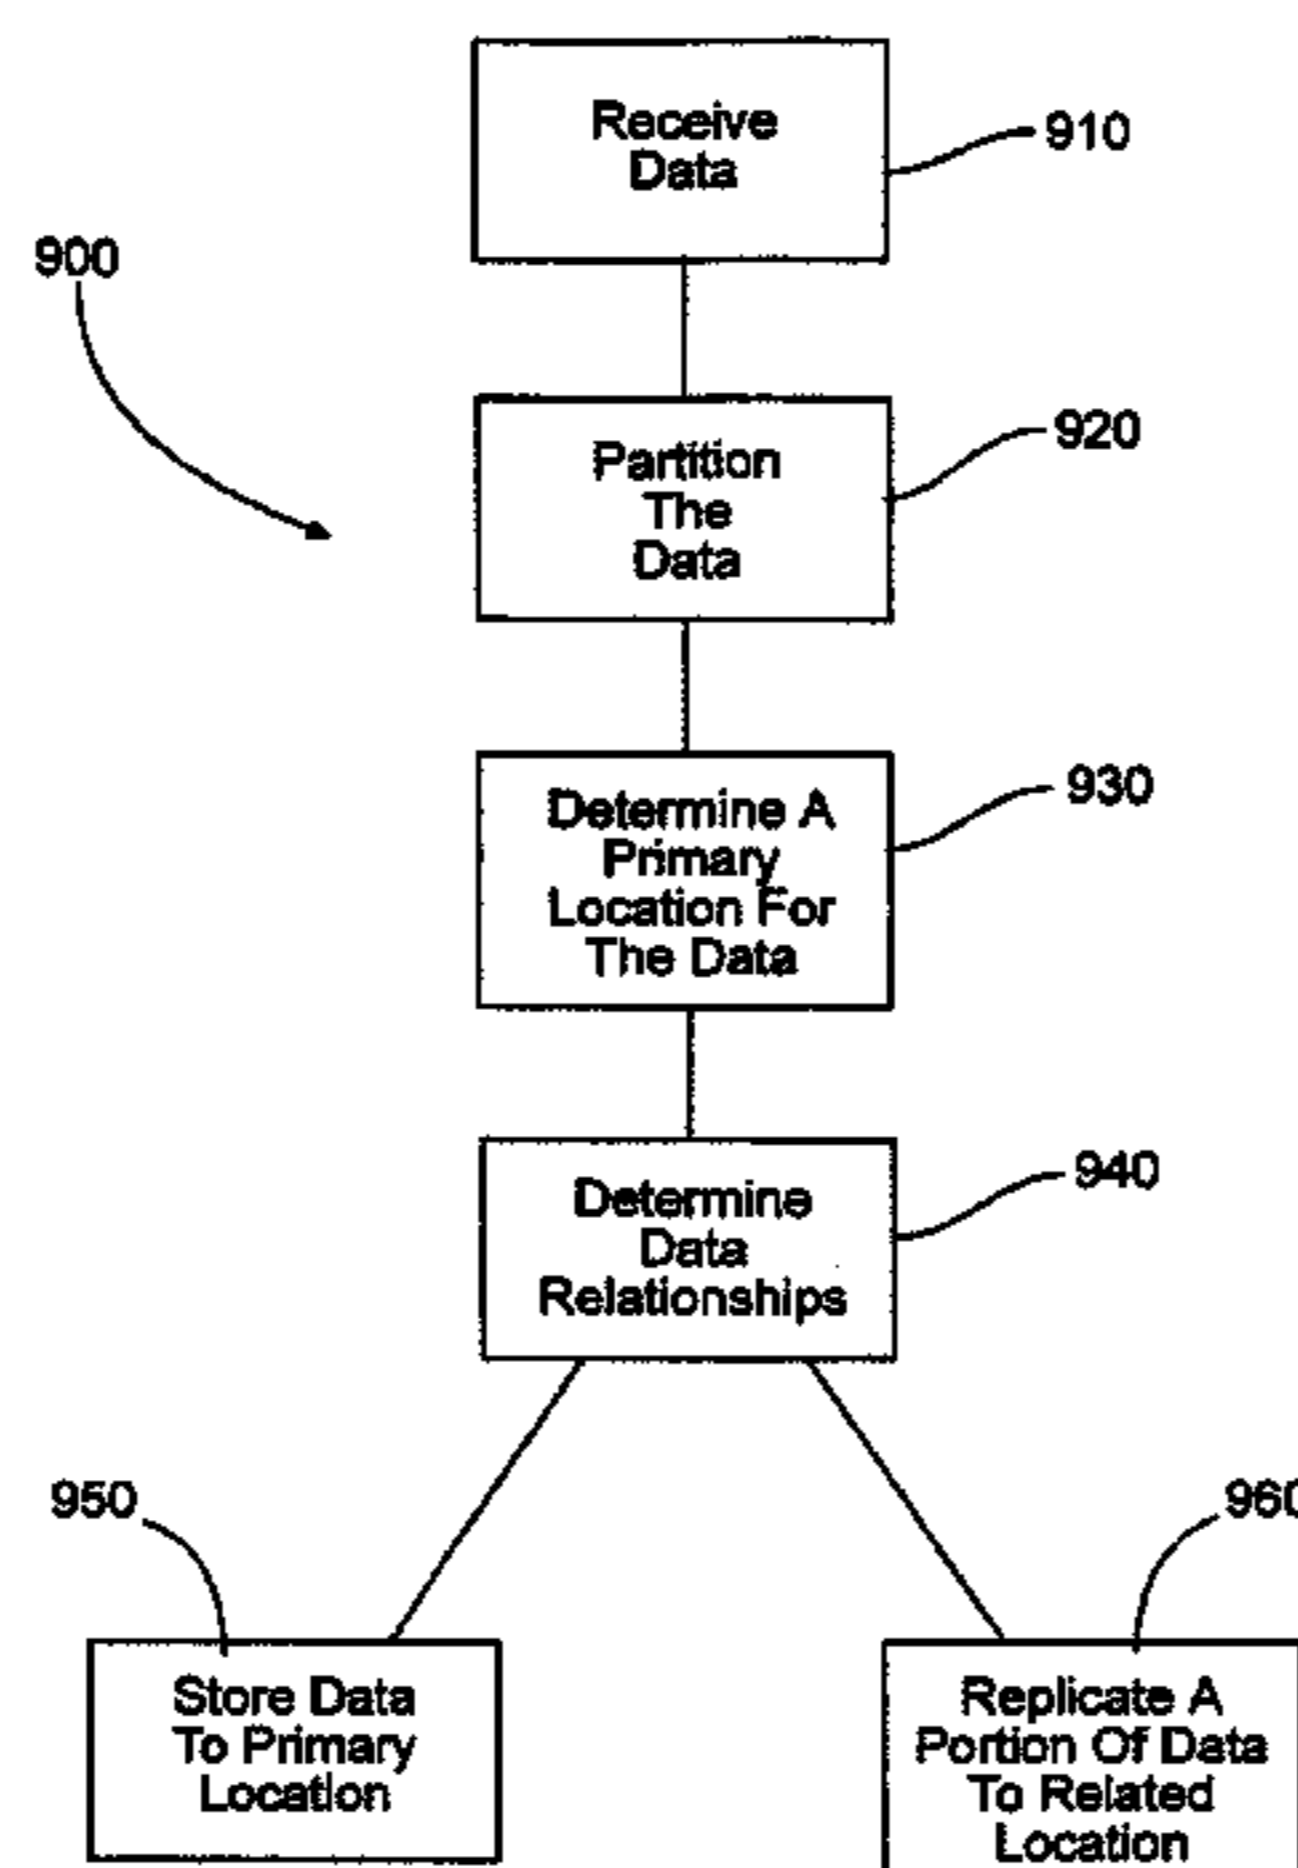 Receive
Data
910
900
Partition
The
Data
920
Determine A
Primary
Location For
The Data
930
Determine
Data
Relationships
940
950
960
Store Data
To Primary
Location
Replicate A
Portion Of Data
To Related
Location